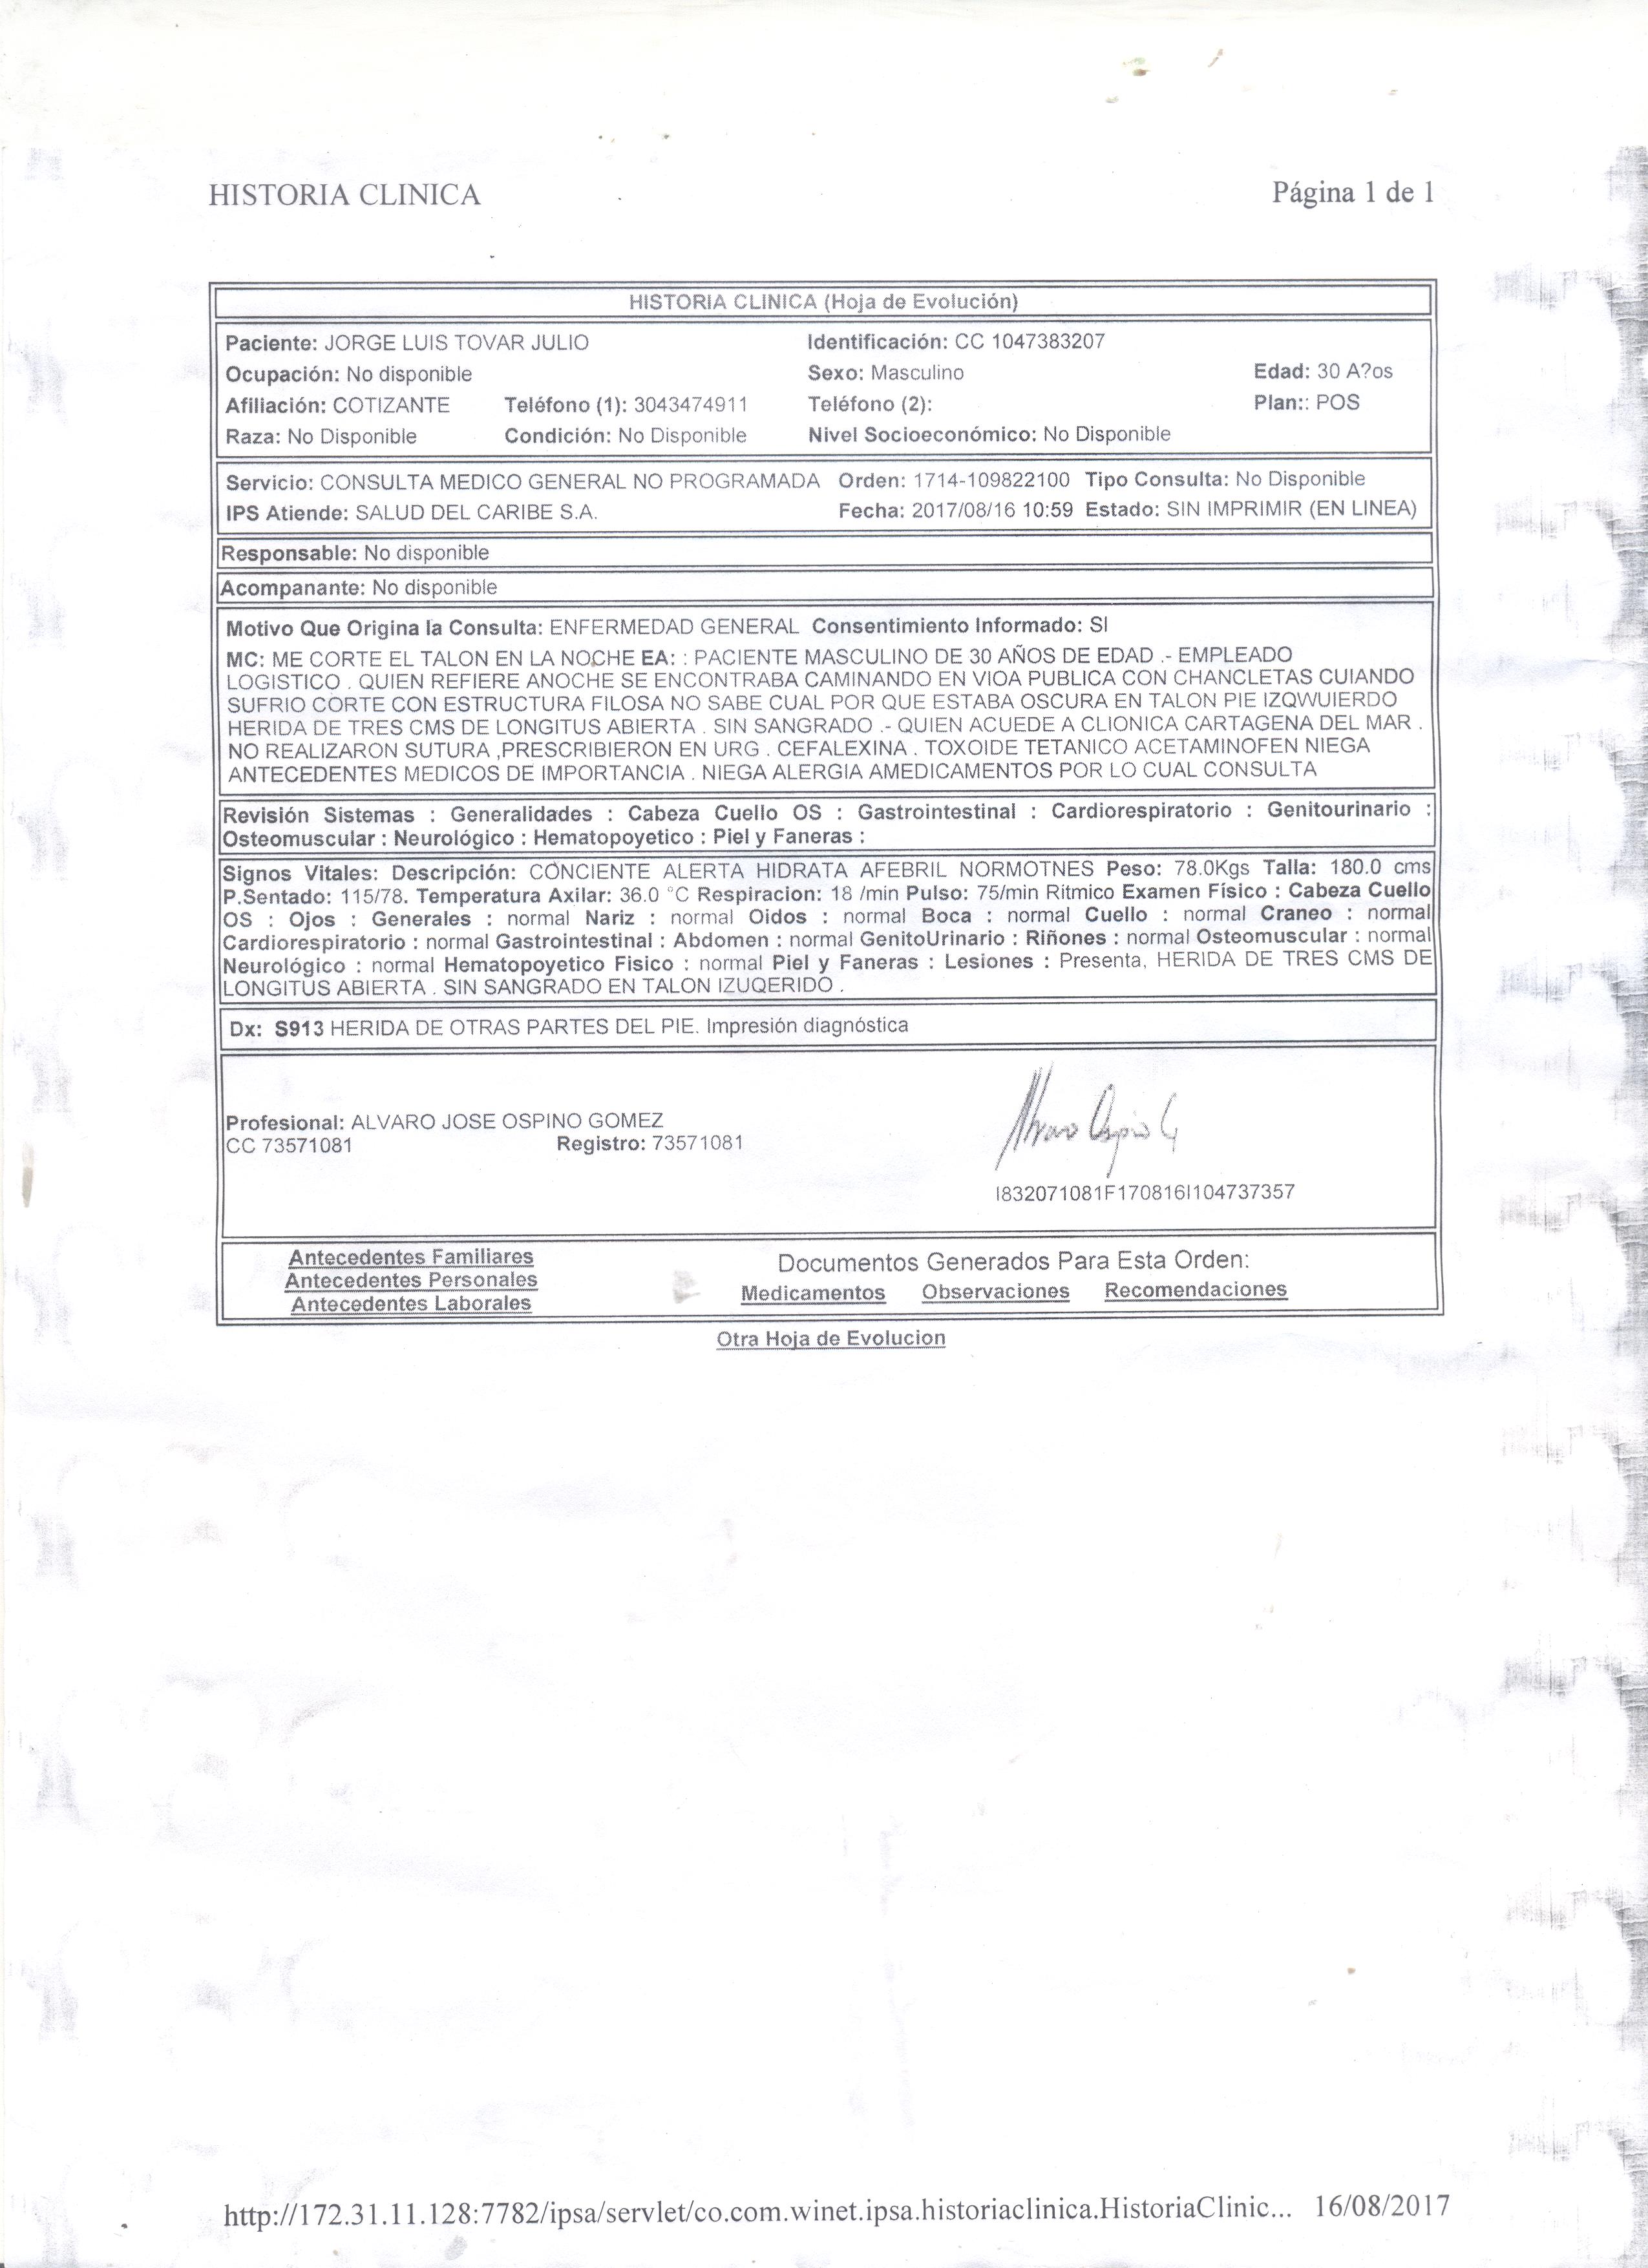 HISTORIA CLINICA Página 1 de 1
HISTORIA CLINICA (Hoja de Evolución)
Paciente: JORGE LUIS TOVAR JULIO Identificación: CC 1047383207
Ocupación: No disponible Sexo: Masculino Edad: 30 A?os
Afiliación: COTIZANTE Teléfono (1): 3043474911 Teléfono (2): Plan:: POS
Raza: No Disponible Condición: No Disponible Nivel Socioeconómico: No Disponible
Servicio: CONSULTA MEDICO GENERAL NO PROGRAMADA Orden: 1714-109822100 Tipo Consulta: No Disponible
IPS Atiende: SALUD DEL CARIBE S.A. Fecha: 2017/08/16 10:59 Estado: SIN IMPRIMIR (EN LINEA)
Responsable: No disponible
Acompanante: No disponible
Motivo Que Origina la Consulta: ENFERMEDAD GENERAL Consentimiento Informado: SI
MC: ME CORTE EL TALON EN LA NOCHE EA: : PACIENTE MASCULINO DE 30 AÑOS DE EDAD .- EMPLEADO
LOGISTICO . QUIEN REFIERE ANOCHE SE ENCONTRABA CAMINANDO EN VIOA PUBLICA CON CHANCLETAS CUIANDO
SUFRIO CORTE CON ESTRUCTURA FILOSA NO SABE CUAL POR QUE ESTABA OSCURA EN TALON PIE IZQWUIERDO
HERIDA DE TRES CMS DE LONGITUS ABIERTA . SIN SANGRADO .- QUIEN ACUEDE A CLIONICA CARTAGENA DEL MAR .
NO REALIZARON SUTURA ,PRESCRIBIERON EN URG . CEFALEXINA . TOXOIDE TETANICO ACETAMINOFEN NIEGA
ANTECEDENTES MEDICOS DE IMPORTANCIA . NIEGA ALERGIA AMEDICAMENTOS POR LO CUAL CONSULTA
Revisión Sistemas : Generalidades : Cabeza Cuello OS : Gastrointestinal : Cardiorespiratorio : Genitourinario :
Osteomuscular : Neurológico : Hematopoyetico : Piel y Faneras :
Signos Vitales: Descripción: CONCIENTE ALERTA HIDRATA AFEBRIL NORMOTNES Peso: 78.0Kgs Talla: 180.0 cms
P.Sentado: 115/78. Temperatura Axilar: 36.0 °C Respiracion: 18 /min Pulso: 75/min Ritmico Examen Físico : Cabeza Cuello
OS : Ojos : Generales : normal Nariz : normal Oidos : normal Boca : normal Cuello : normal Craneo : normal
Cardiorespiratorio : normal Gastrointestinal : Abdomen : normal GenitoUrinario : Riñones : normal Osteomuscular : normal
Neurológico : normal Hematopoyetico Fisico : normal Piel y Faneras : Lesiones : Presenta, HERIDA DE TRES CMS DE
LONGITUS ABIERTA . SIN SANGRADO EN TALON IZUQERIDO .
Dx: S913 HERIDA DE OTRAS PARTES DEL PIE. Impresión diagnóstica
Profesional: ALVARO JOSE OSPINO GOMEZ
CC 73571081 Registro: 73571081
Alvaro Ospino G
I832071081F170816I104737357
Antecedentes Familiares
Antecedentes Personales
Antecedentes Laborales
Documentos Generados Para Esta Orden:
Medicamentos Observaciones Recomendaciones
Otra Hoja de Evolucion
http://172.31.11.128:7782/ipsa/servlet/co.com.winet.ipsa.historiaclinica.HistoriaClinic... 16/08/2017